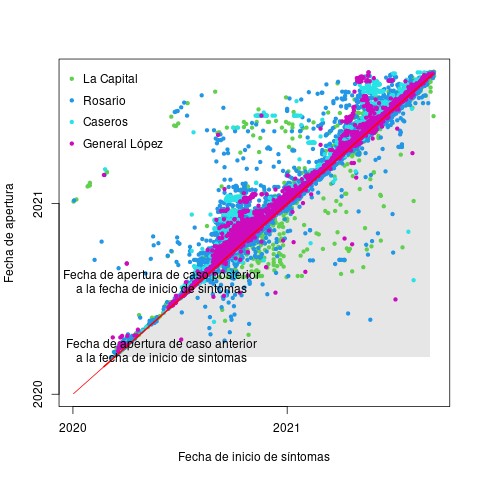 La Capital
Rosario
Caseros
General López
Fecha de apertura
2021
2020
Fecha de apertura de caso posterior
a la fecha de inicio de síntomas
Fecha de apertura de caso anterior
a la fecha de inicio de síntomas
2020
2021
Fecha de inicio de síntomas